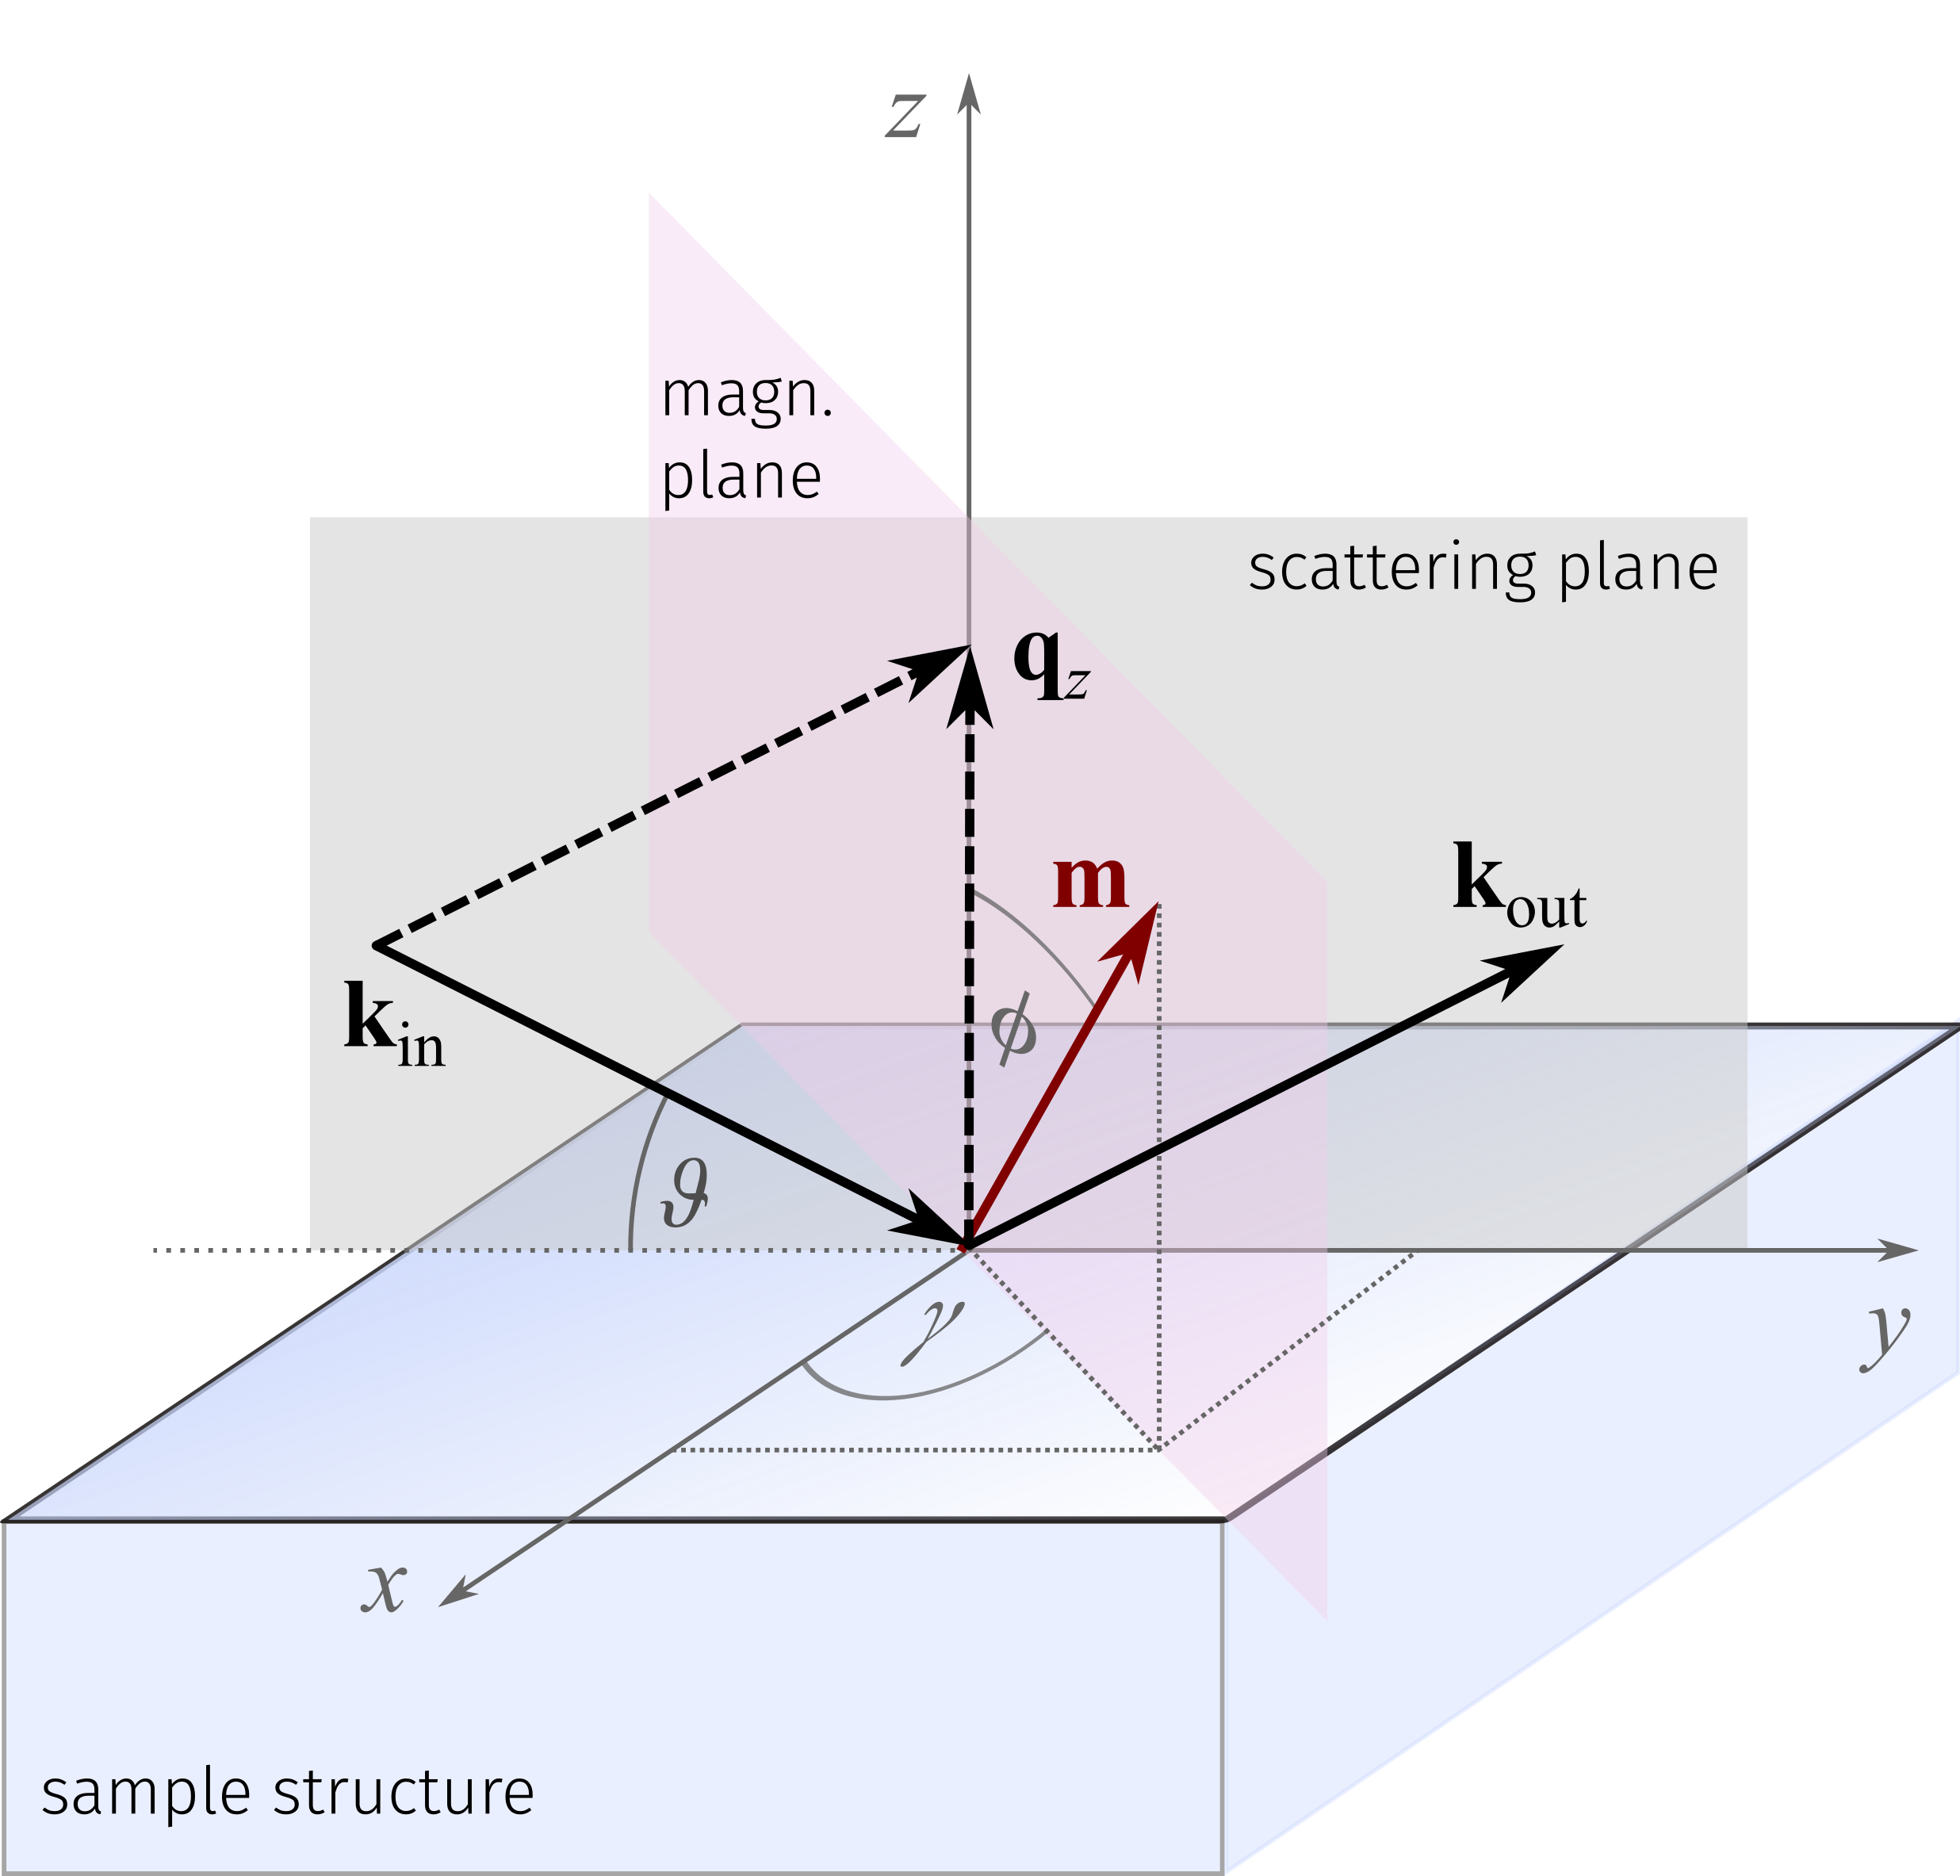 z
magn.
plane
scattering plane
q_z
m
k_out
k_in
ϕ
ϑ
γ
y
x
sample structure